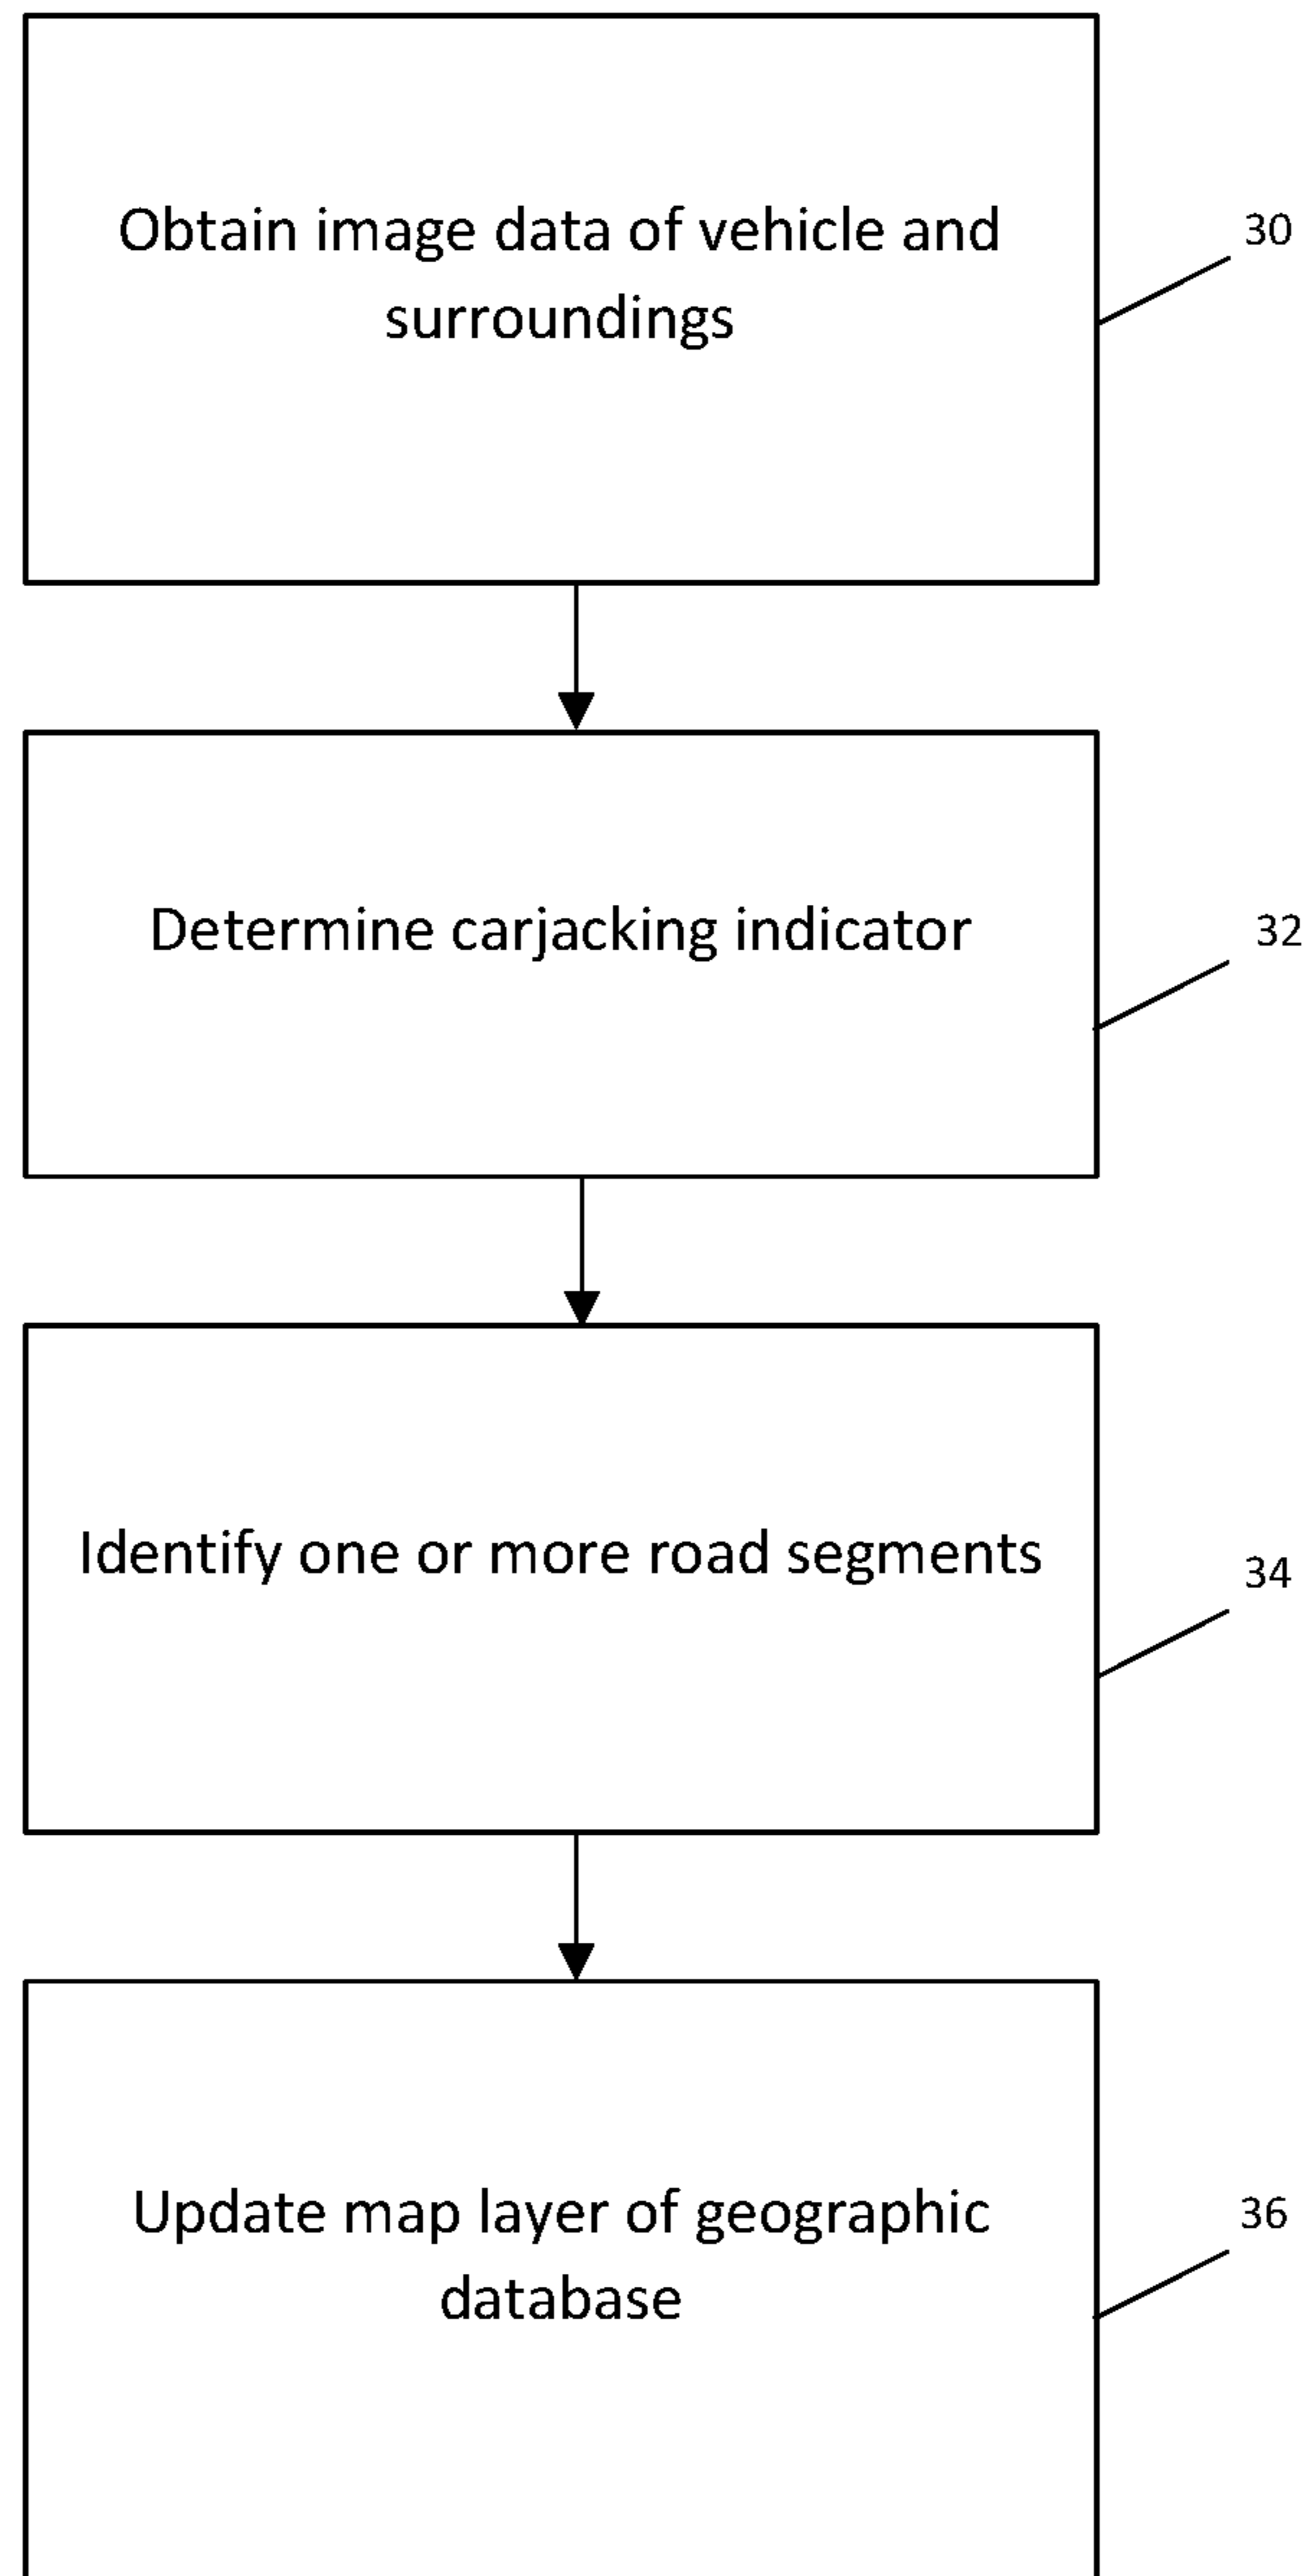 Obtain image data of vehicle and
surroundings
30
Determine carjacking indicator
32
Identify one or more road segments
34
Update map layer of geographic
database
36